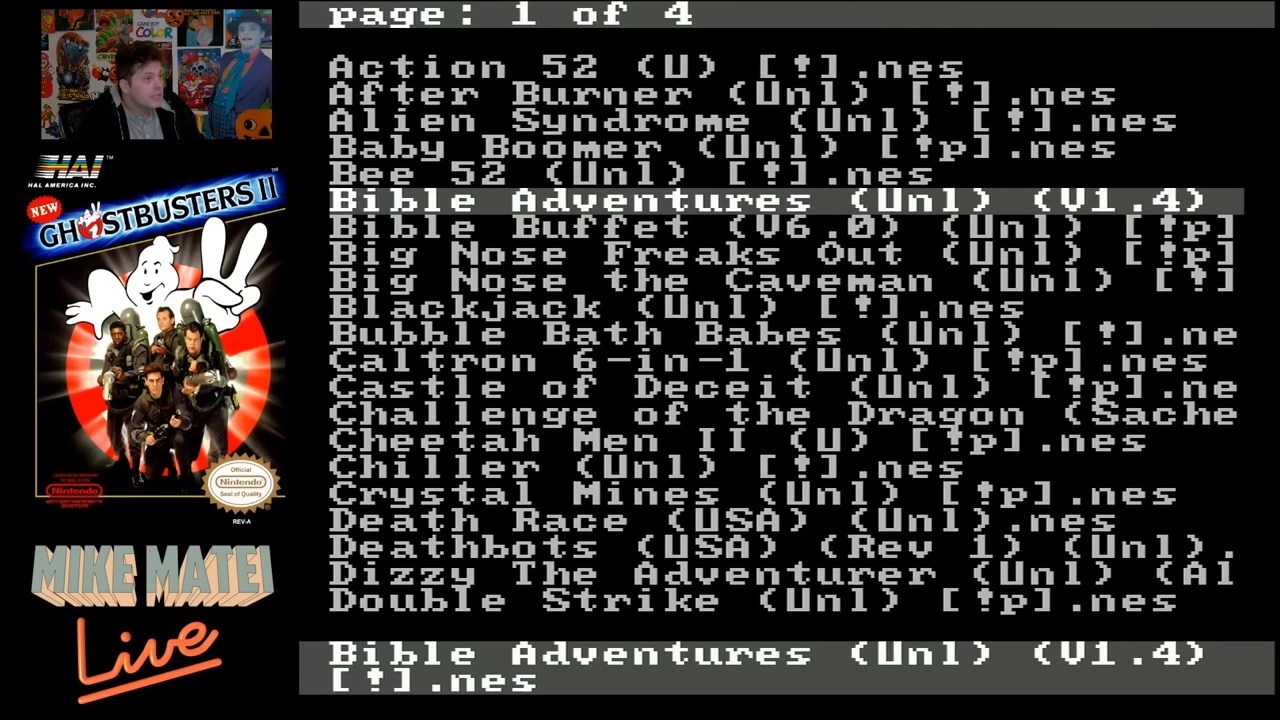 page: 1 of 4
Action 52 (U) [!].nes
After Burner (Unl) [!].nes
Alien Syndrome (Unl) [!].nes
Baby Boomer (Unl) [!p].nes
Bee 52 (Unl) [!].nes
Bible Adventures (Unl) (V1.4)
Bible Buffet (V6.0) (Unl) [!p]
Big Nose Freaks Out (Unl) [!p]
Big Nose the Caveman (Unl) [!]
Blackjack (Unl) [!].nes
Bubble Bath Babes (Unl) [!].ne
Caltron 6-in-1 (Unl) [!p].nes
Castle of Deceit (Unl) [!p].ne
Challenge of the Dragon (Sache
Cheetah Men II (U) [!p].nes
Chiller (Unl) [!].nes
Crystal Mines (Unl) [!p].nes
Death Race (USA) (Unl).nes
Deathbots (USA) (Rev 1) (Unl).
Dizzy The Adventurer (Unl) (Al
Double Strike (Unl) [!p].nes
Bible Adventures (Unl) (V1.4)
[!].nes
GAME BOY
COLOR
HAL™
HAL AMERICA INC.
NEW
GHOSTBUSTERS II™
Nintendo
Official
Nintendo
Seal of Quality
REV-A
MIKE MATEI
Live